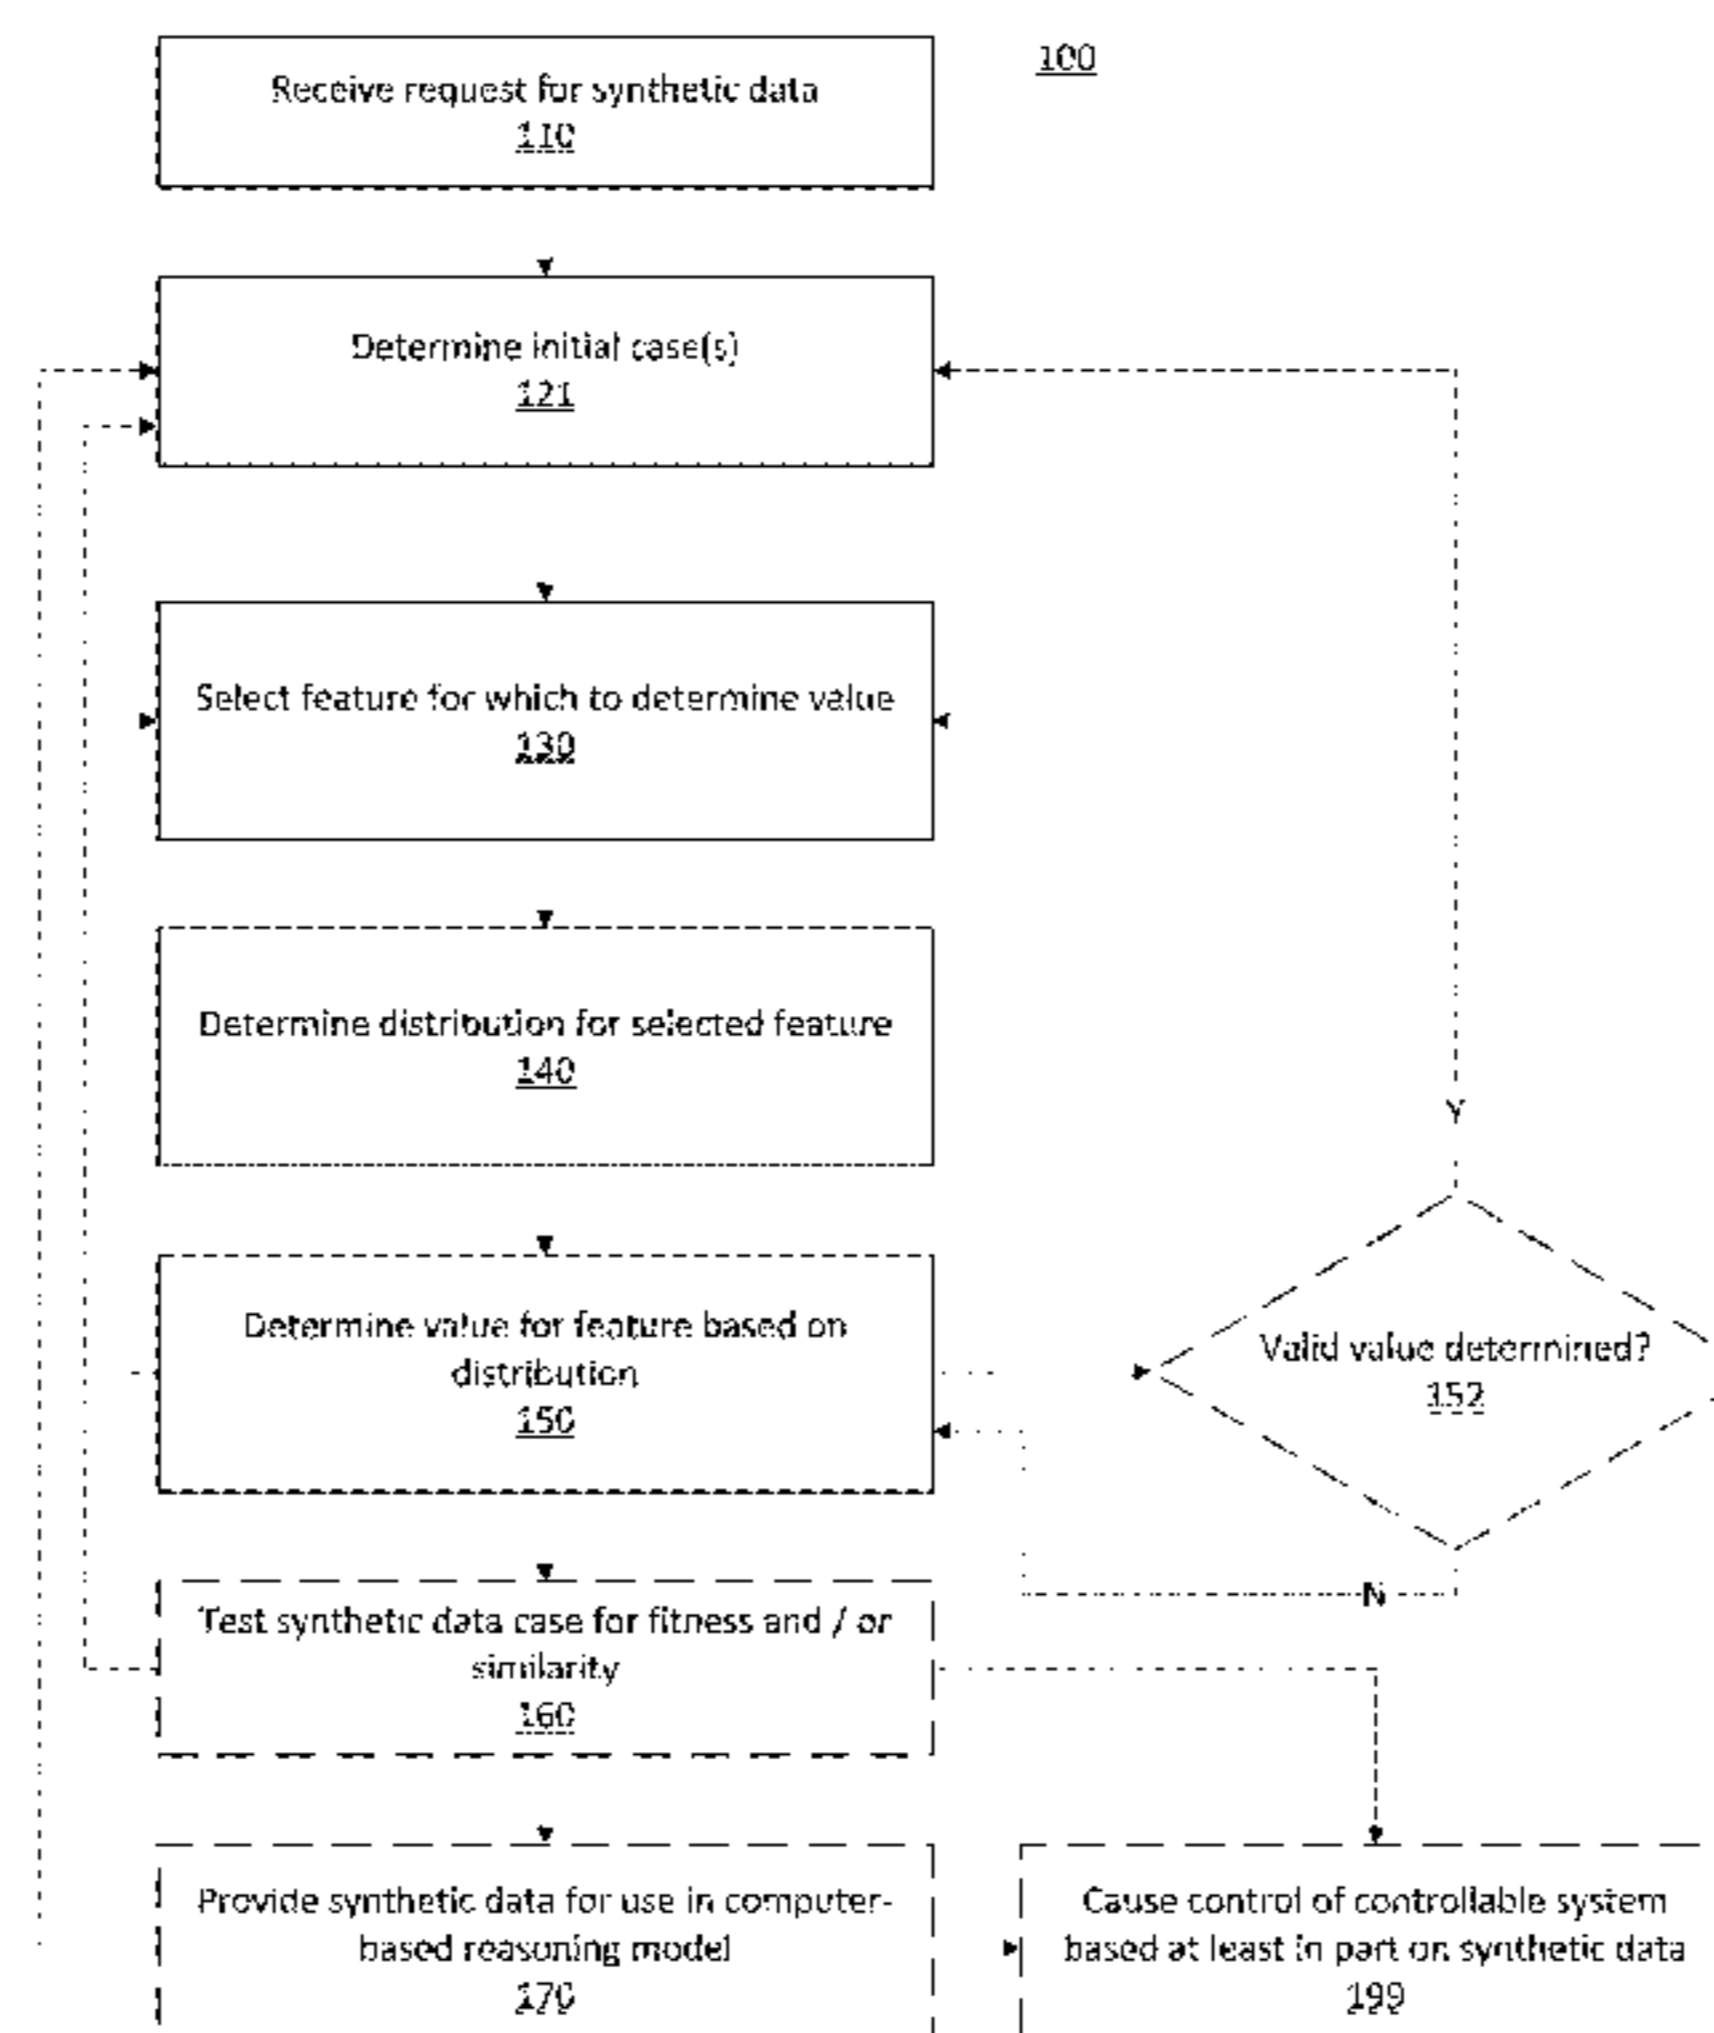 100
Receive request for synthetic data
110
Determine initial case(s)
121
Select feature for which to determine value
130
Determine distribution for selected feature
140
Y
Determine value for feature based on
distribution
150
Valid value determined?
152
N
Test synthetic data case for fitness and / or
similarity
160
Provide synthetic data for use in computer-
based reasoning model
170
Cause control of controllable system
based at least in part on synthetic data
199